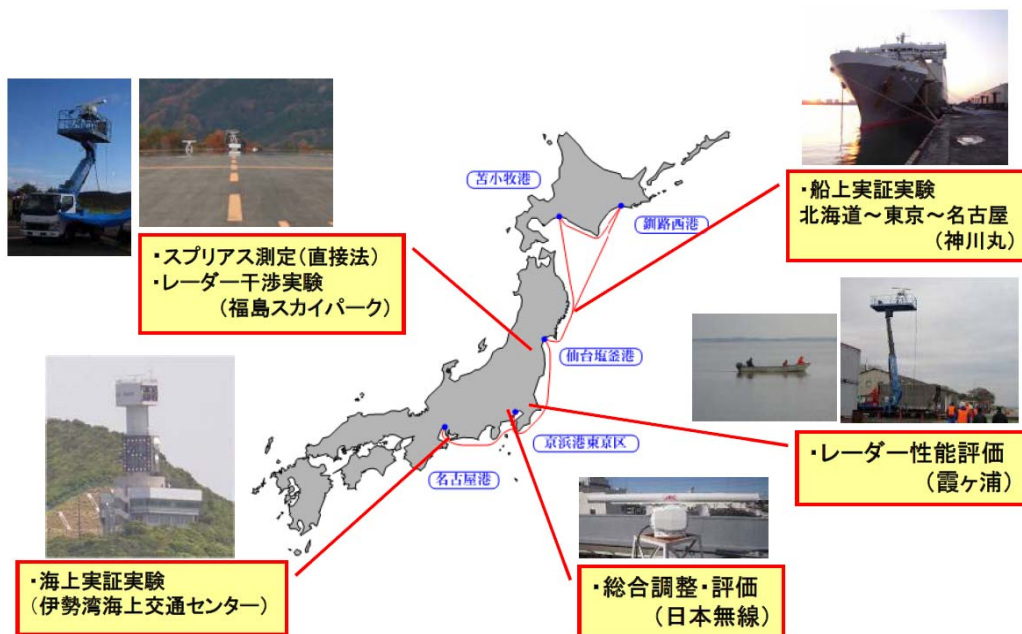 苫小牧港
釧路西港
・船上実証実験
北海道～東京～名古屋
(神川丸)
・スプリアス測定(直接法)
・レーダー干渉実験
(福島スカイパーク)
仙台塩釜港
京浜港東京区
名古屋港
・レーダー性能評価
(霞ヶ浦)
JRC
・海上実証実験
(伊勢湾海上交通センター)
・総合調整・評価
(日本無線)